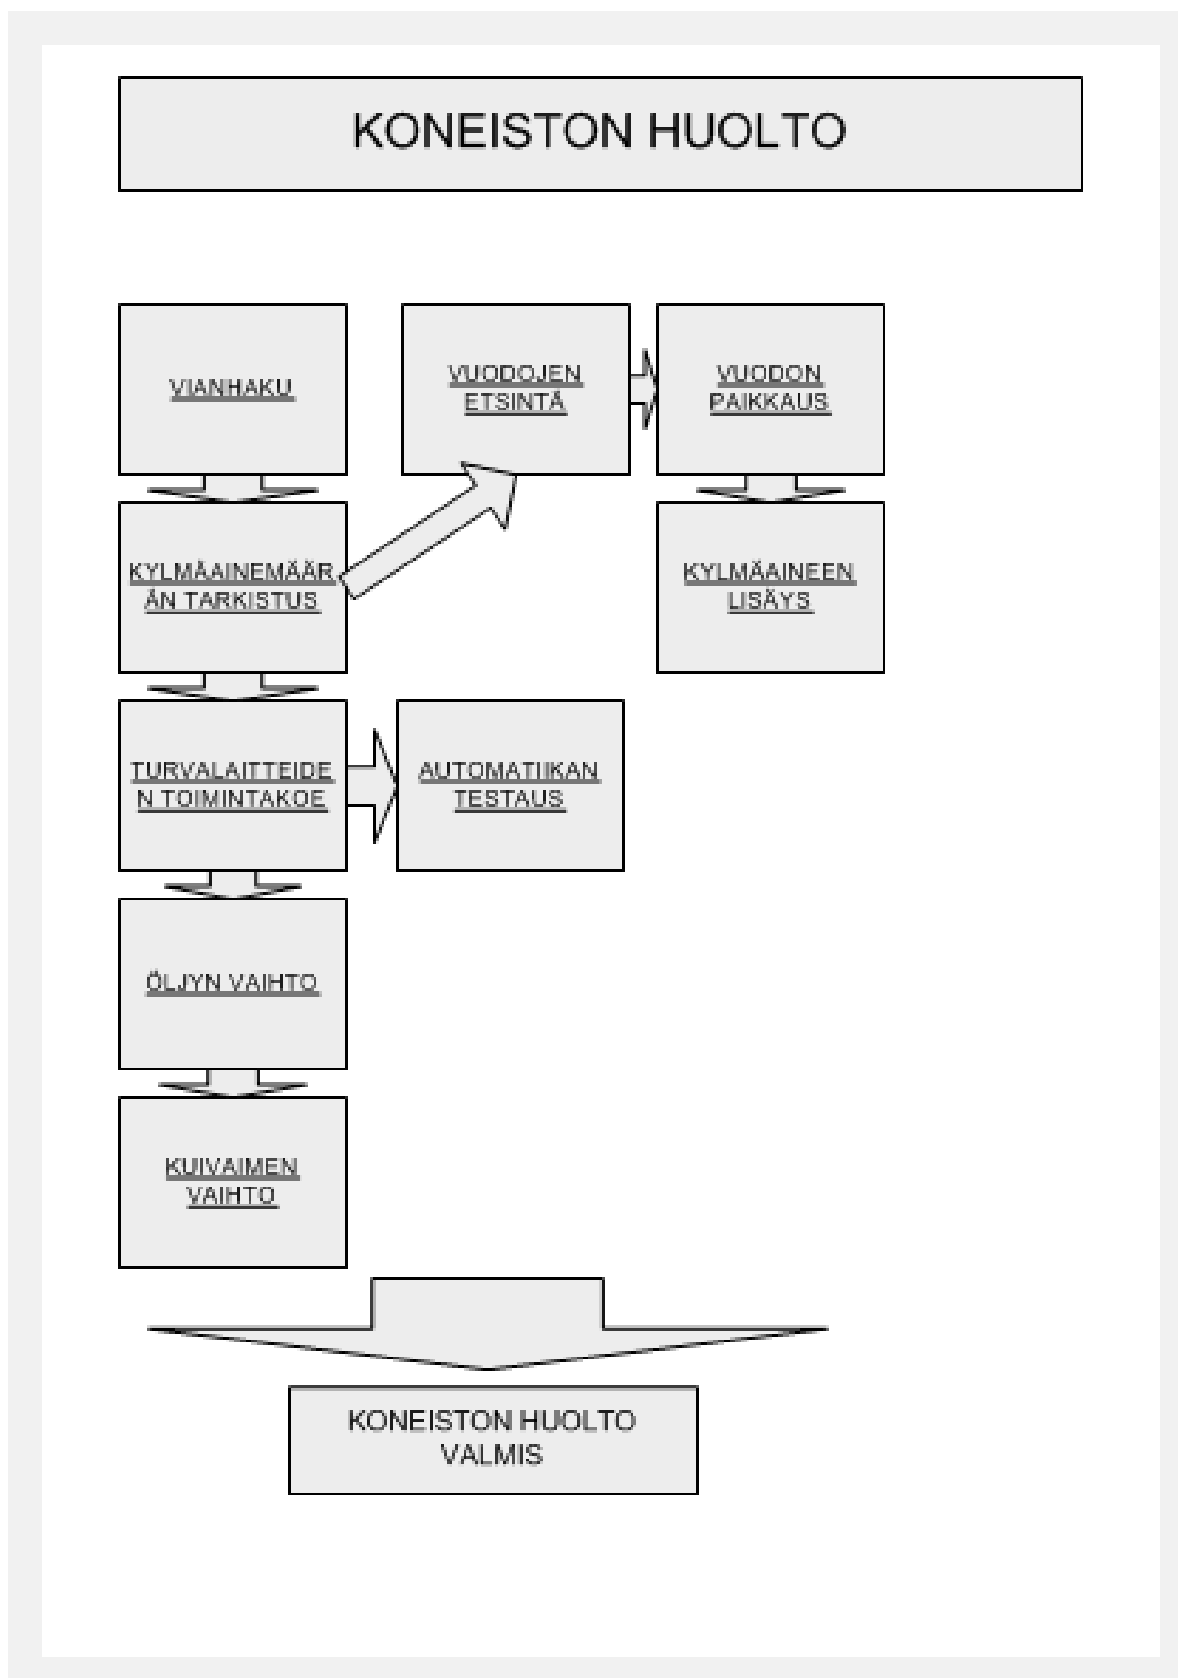 KONEISTON HUOLTO
VIANHAKU
VUODOJEN
ETSINTÄ
VUODON
PAIKKAUS
KYLMÄAINEMÄÄR
ÄN TARKISTUS
KYLMÄAINEEN
LISÄYS
TURVALAITTEIDE
N TOIMINTAKOE
AUTOMATIIKAN
TESTAUS
ÖLJYN VAIHTO
KUIVAIMEN
VAIHTO
KONEISTON HUOLTO
VALMIS